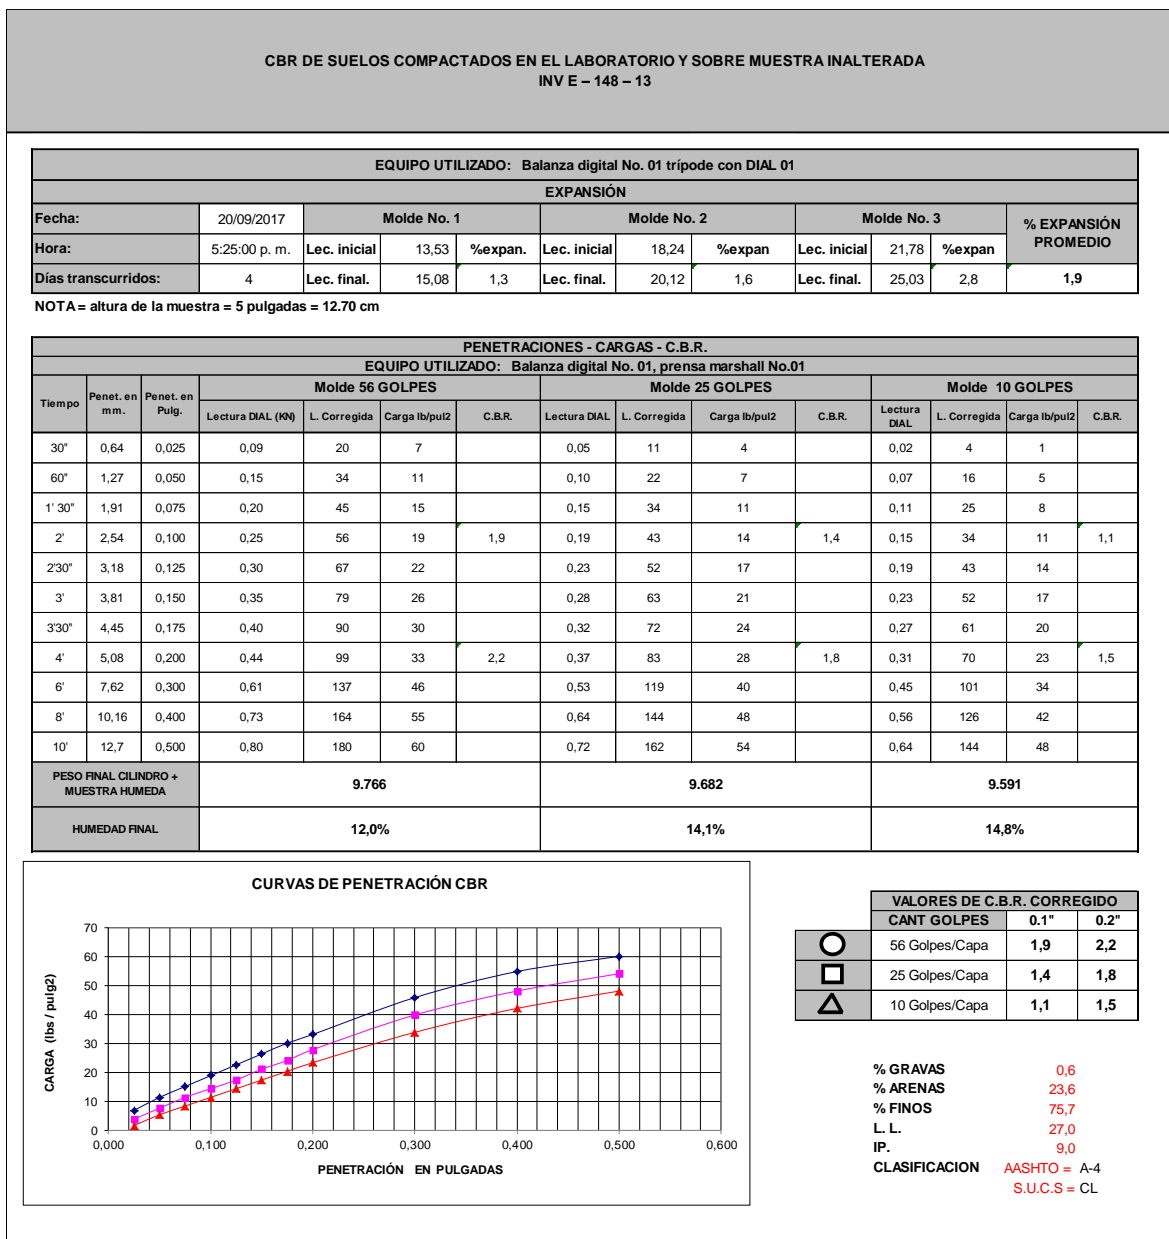 CBR DE SUELOS COMPACTADOS EN EL LABORATORIO Y SOBRE MUESTRA INALTERADA
INV E – 148 – 13
EQUIPO UTILIZADO: Balanza digital No. 01 trípode con DIAL 01
EXPANSIÓN
Fecha: 20/09/2017 Molde No. 1 Molde No. 2 Molde No. 3 % EXPANSIÓN PROMEDIO
Hora: 5:25:00 p. m. Lec. inicial 13,53 %expan. Lec. inicial 18,24 %expan Lec. inicial 21,78 %expan
Días transcurridos: 4 Lec. final. 15,08 1,3 Lec. final. 20,12 1,6 Lec. final. 25,03 2,8 1,9
NOTA = altura de la muestra = 5 pulgadas = 12.70 cm
PENETRACIONES - CARGAS - C.B.R.
EQUIPO UTILIZADO: Balanza digital No. 01, prensa marshall No.01
Tiempo Penet. en mm. Penet. en Pulg. Molde 56 GOLPES Molde 25 GOLPES Molde 10 GOLPES
Lectura DIAL (KN) L. Corregida Carga lb/pul2 C.B.R. Lectura DIAL L. Corregida Carga lb/pul2 C.B.R. Lectura DIAL L. Corregida Carga lb/pul2 C.B.R.
30" 0,64 0,025 0,09 20 7 0,05 11 4 0,02 4 1
60" 1,27 0,050 0,15 34 11 0,10 22 7 0,07 16 5
1' 30" 1,91 0,075 0,20 45 15 0,15 34 11 0,11 25 8
2' 2,54 0,100 0,25 56 19 1,9 0,19 43 14 1,4 0,15 34 11 1,1
2'30" 3,18 0,125 0,30 67 22 0,23 52 17 0,19 43 14
3' 3,81 0,150 0,35 79 26 0,28 63 21 0,23 52 17
3'30" 4,45 0,175 0,40 90 30 0,32 72 24 0,27 61 20
4' 5,08 0,200 0,44 99 33 2,2 0,37 83 28 1,8 0,31 70 23 1,5
6' 7,62 0,300 0,61 137 46 0,53 119 40 0,45 101 34
8' 10,16 0,400 0,73 164 55 0,64 144 48 0,56 126 42
10' 12,7 0,500 0,80 180 60 0,72 162 54 0,64 144 48
PESO FINAL CILINDRO + MUESTRA HUMEDA 9.766 9.682 9.591
HUMEDAD FINAL 12,0% 14,1% 14,8%
CURVAS DE PENETRACIÓN CBR
CARGA (lbs / pulg2)
70
60
50
40
30
20
10
0
0,000 0,100 0,200 0,300 0,400 0,500 0,600
PENETRACIÓN EN PULGADAS
VALORES DE C.B.R. CORREGIDO
CANT GOLPES 0.1" 0.2"
56 Golpes/Capa 1,9 2,2
25 Golpes/Capa 1,4 1,8
10 Golpes/Capa 1,1 1,5
% GRAVAS 0,6
% ARENAS 23,6
% FINOS 75,7
L. L. 27,0
IP. 9,0
CLASIFICACION AASHTO = A-4
S.U.C.S = CL